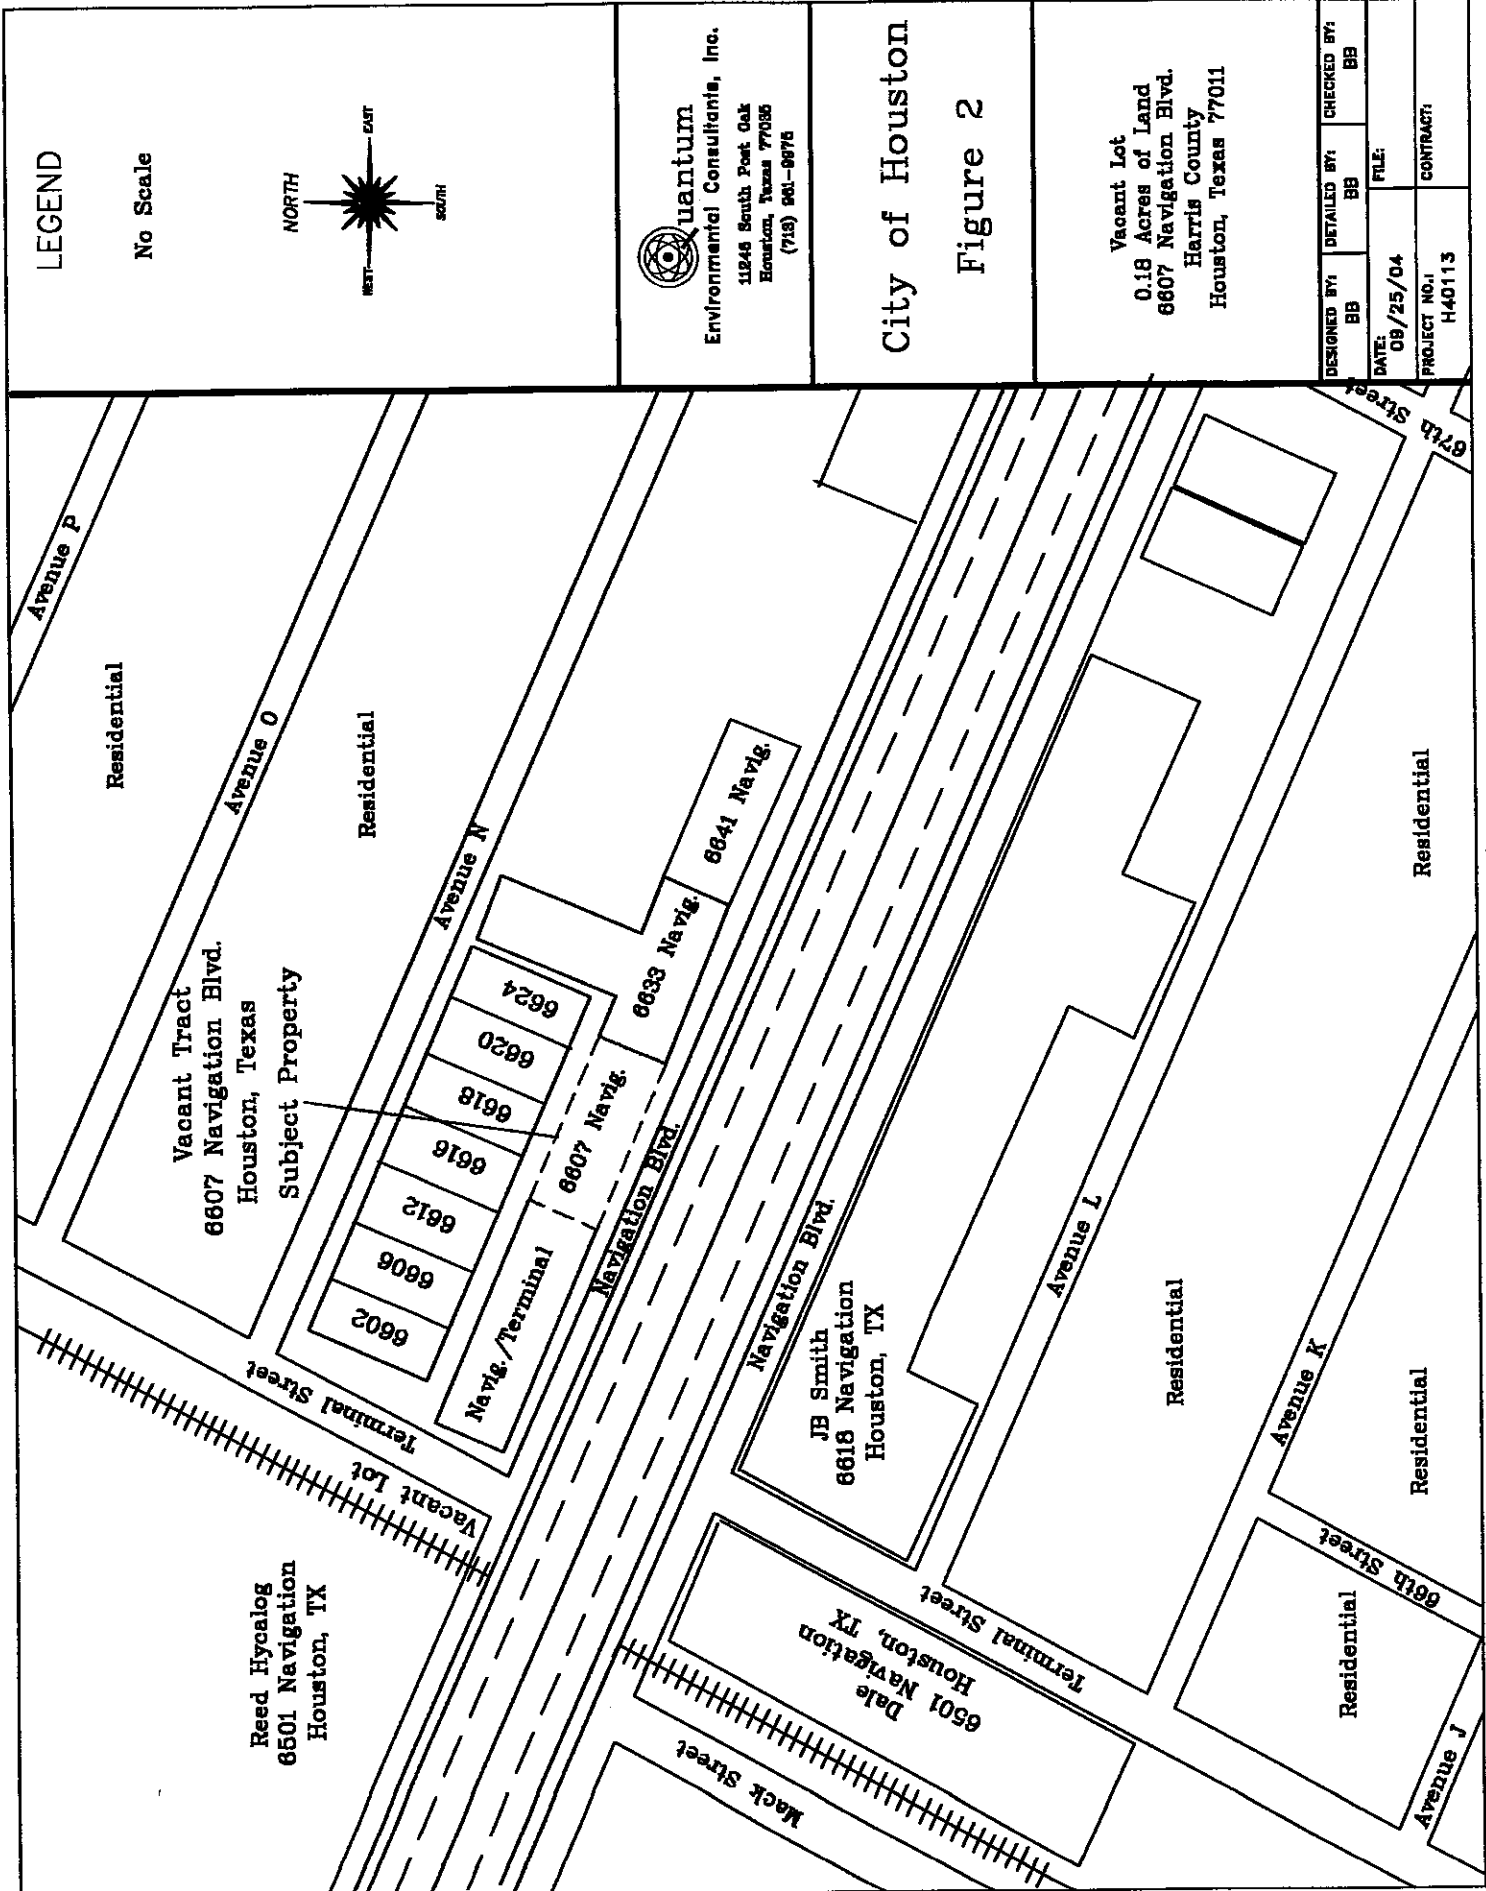 LEGEND
No Scale
NORTH
WEST
EAST
SOUTH
uantum
Environmental Consultants, Inc.
11245 South Post Oak
Houston, Texas 77035
(713) 961-9975
City of Houston
Figure 2
Vacant Lot
0.18 Acres of Land
6607 Navigation Blvd.
Harris County
Houston, Texas 77011
DESIGNED BY:
BB
DETAILED BY:
BB
CHECKED BY:
BB
DATE:
09/25/04
FILE:
PROJECT NO.:
H40113
CONTRACT:
Avenue P
Residential
Avenue O
Residential
Vacant Tract
6607 Navigation Blvd.
Houston, Texas
Subject Property
Avenue N
6602
6606
6612
6616
6618
6620
6624
Navig./Terminal
6607 Navig.
6633 Navig.
6641 Navig.
Terminal Street
Vacant Lot
Reed Hycalog
6501 Navigation
Houston, TX
Navigation Blvd.
Navigation Blvd.
JB Smith
6618 Navigation
Houston, TX
Dale
6501 Navigation
Houston, TX
Mack Street
Terminal Street
Avenue L
Residential
Residential
Avenue K
Residential
66th Street
Residential
Avenue J
67th Street